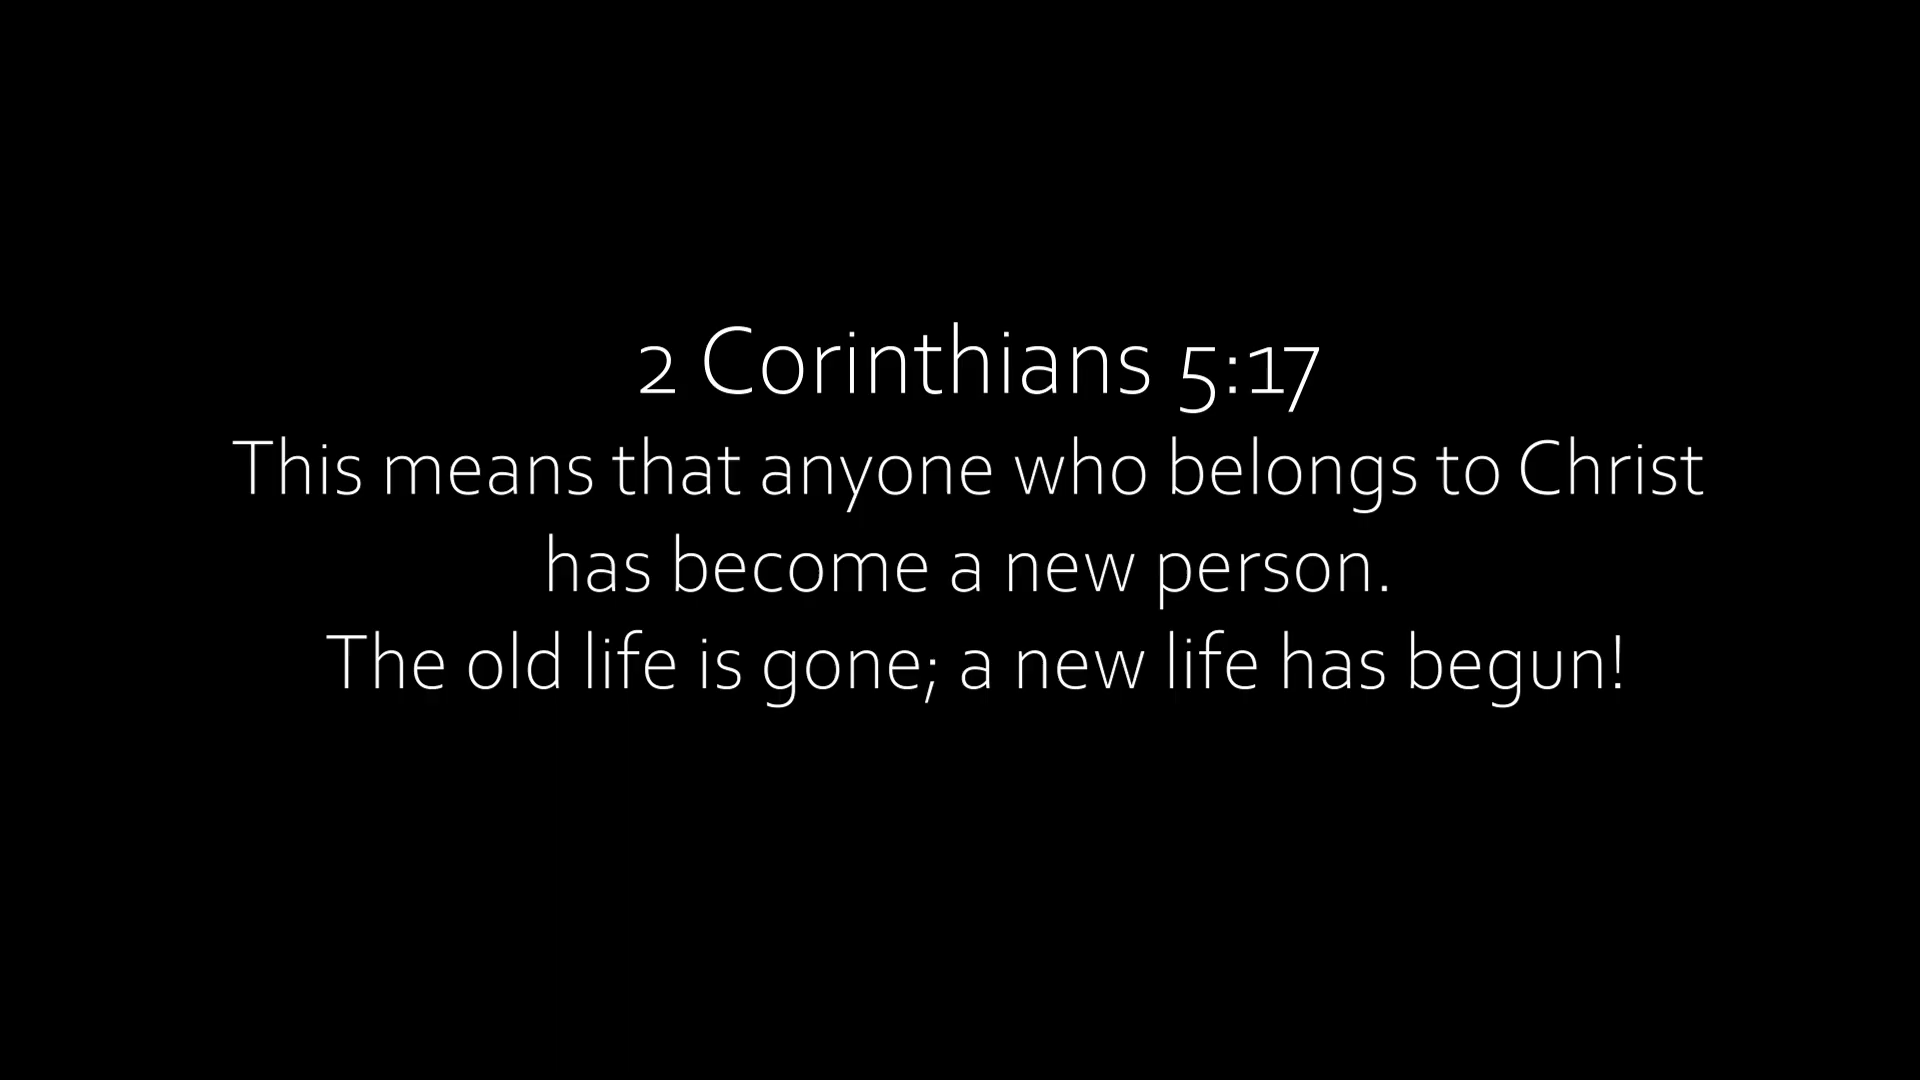 2 Corinthians 5:17
This means that anyone who belongs to Christ
has become a new person.
The old life is gone; a new life has begun!